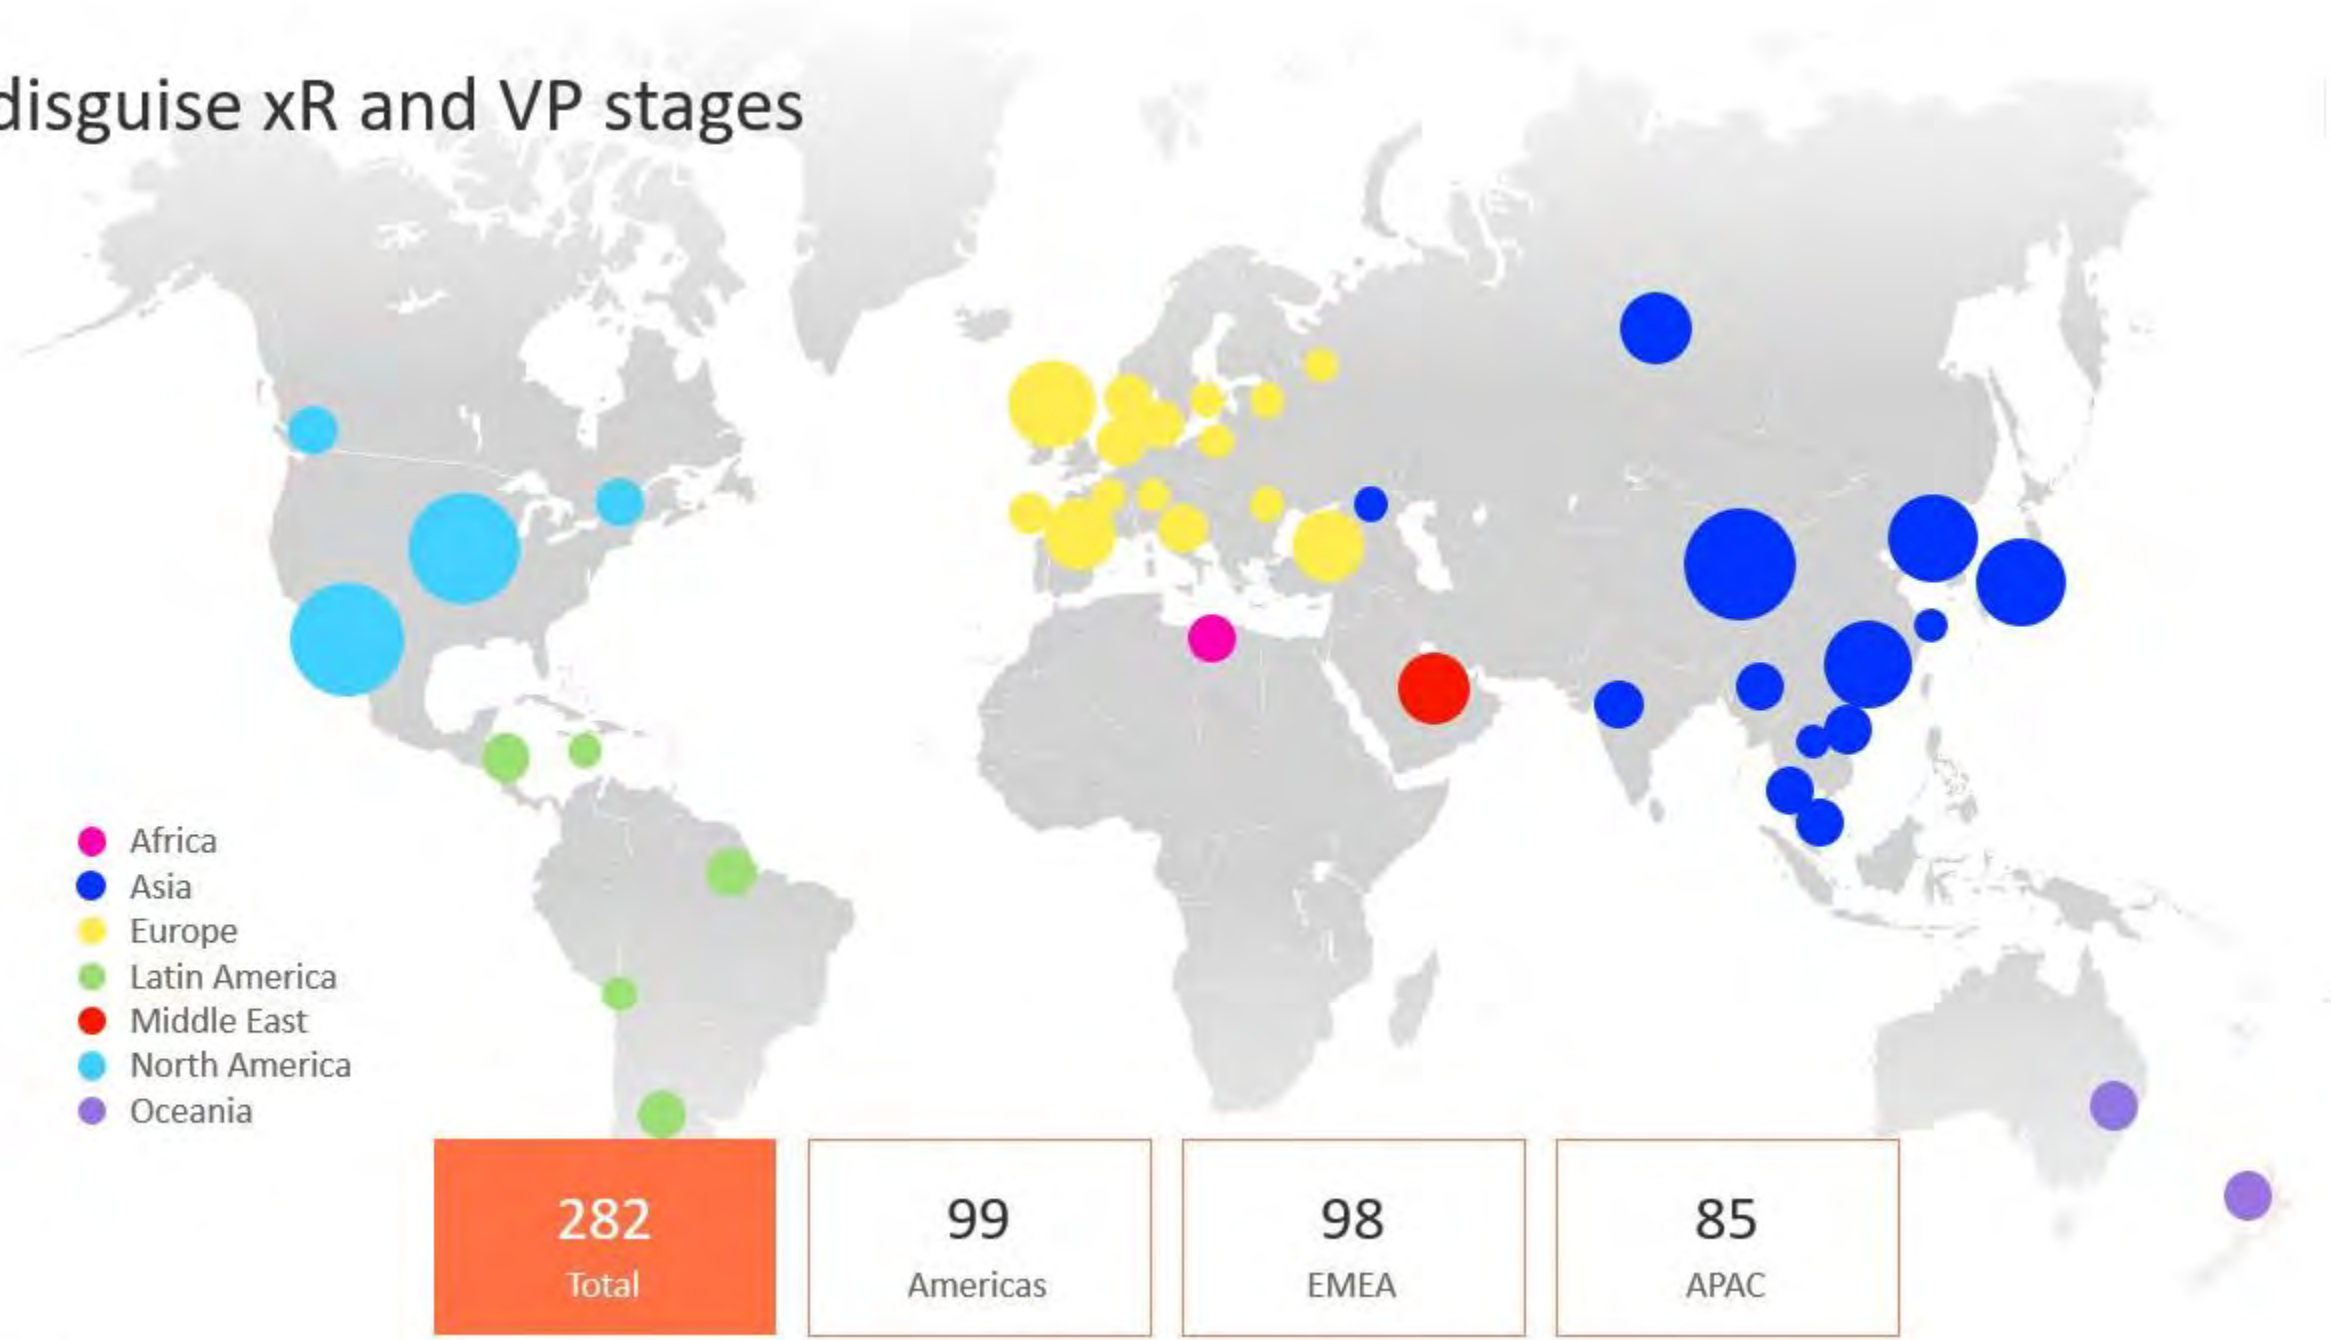 disguise xR and VP stages
Africa
Asia
Europe
Latin America
Middle East
North America
Oceania
282
Total
99
Americas
98
EMEA
85
APAC